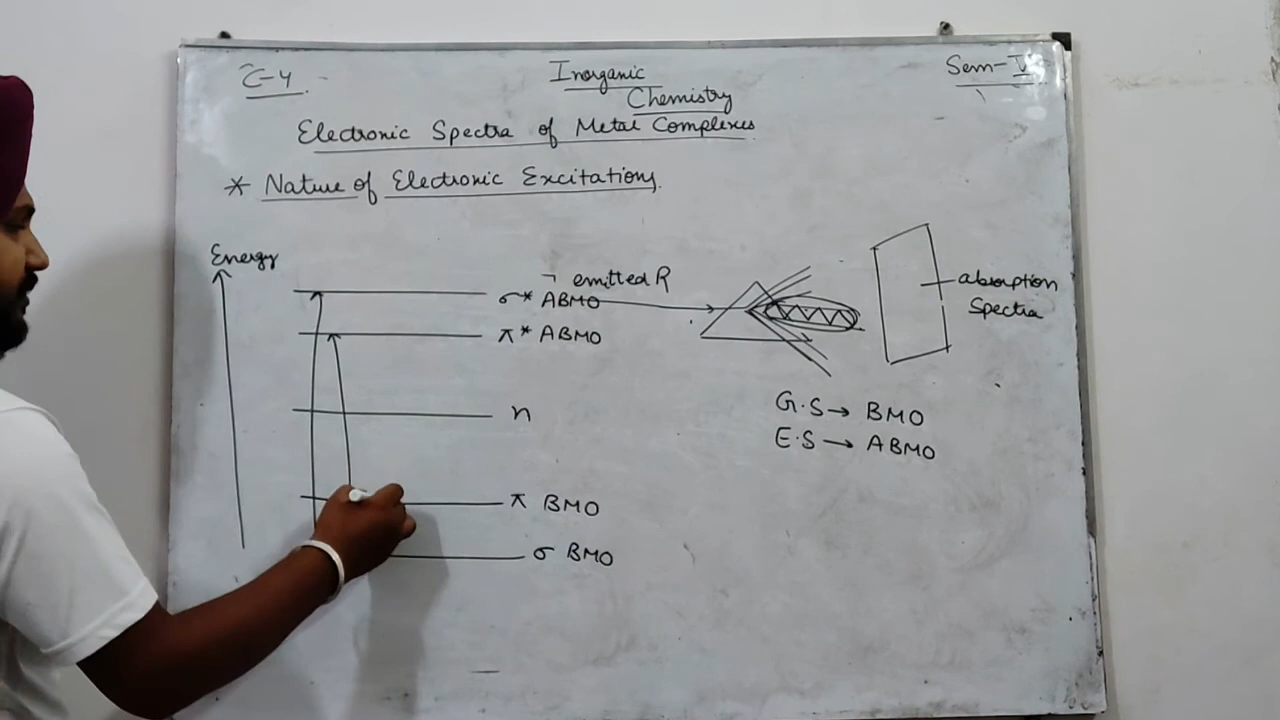 C-4
Inorganic
Chemistry
Sem-V
Electronic Spectra of Metal Complexes
* Nature of Electronic Excitations.
Energy
emitted R
σ* ABMO
π* ABMO
n
π BMO
σ BMO
absorption
Spectra
G.S → BMO
E.S → ABMO